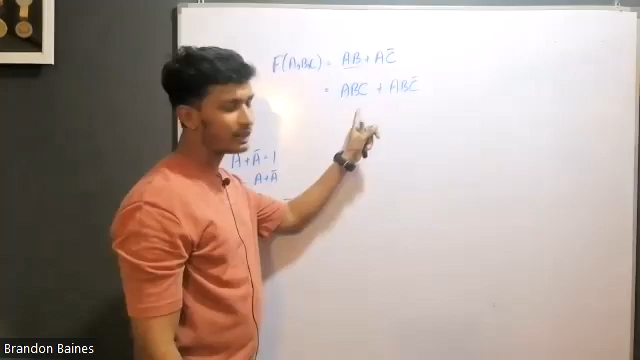 F(A,B,C) = AB + AC̄
= ABC + ABC̄
A + Ā = 1
= A + Ā
Brandon Baines